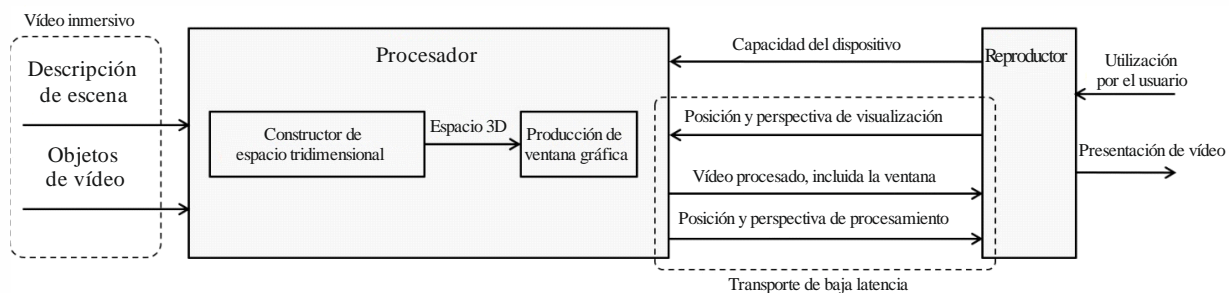 Vídeo inmersivo
Descripción
de escena
Objetos
de vídeo
Procesador
Constructor de
espacio tridimensional
Espacio 3D
Producción de
ventana gráfica
Capacidad del dispositivo
Posición y perspectiva de visualización
Vídeo procesado, incluida la ventana
Posición y perspectiva de procesamiento
Transporte de baja latencia
Reproductor
Utilización
por el usuario
Presentación de vídeo